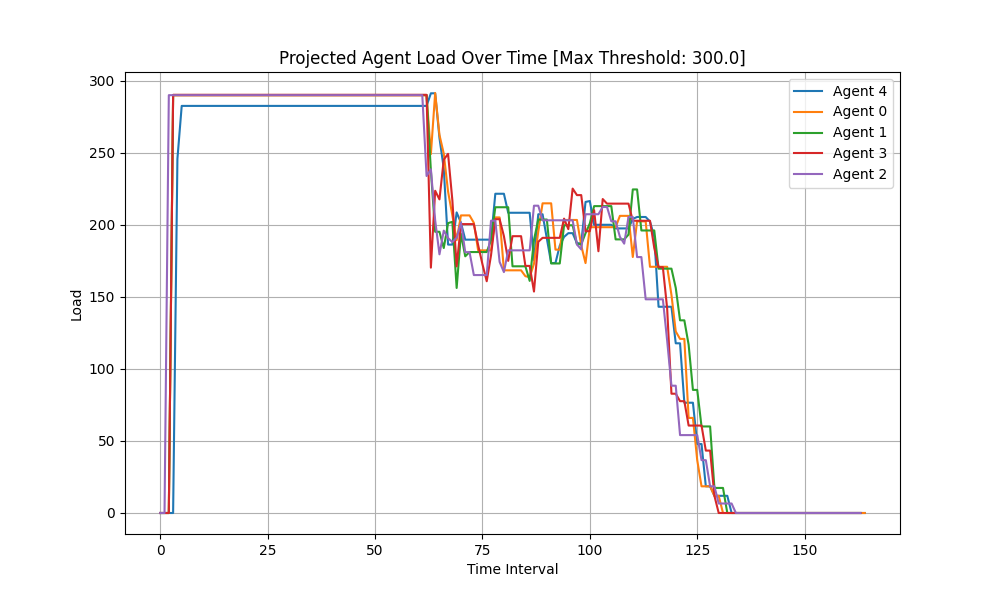 Projected Agent Load Over Time [Max Threshold: 300.0]
300
250
200
150
100
50
0
Load
Agent 4
Agent 0
Agent 1
Agent 3
Agent 2
0 25 50 75 100 125 150
Time Interval